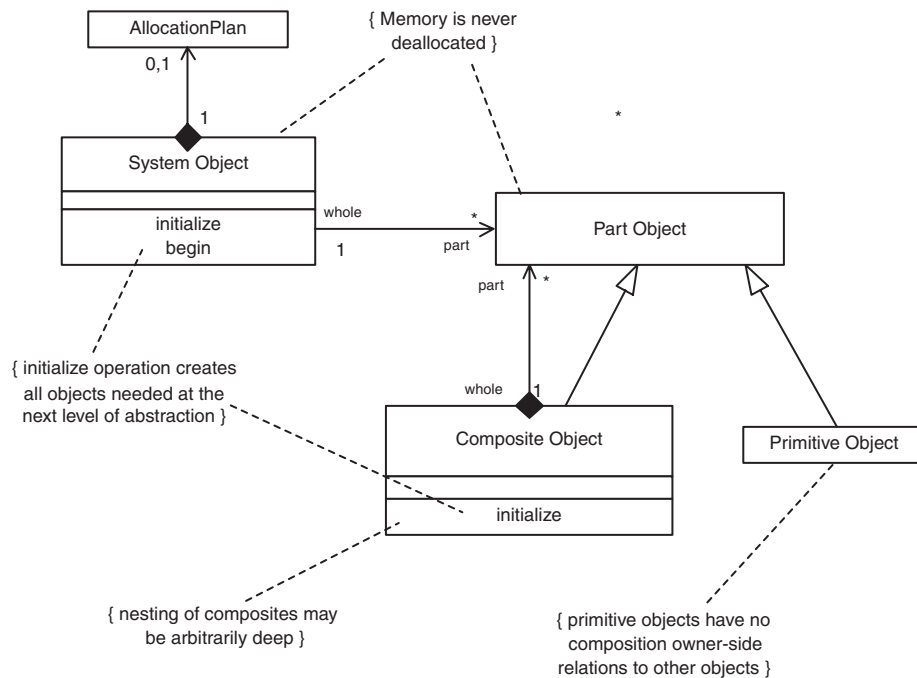 AllocationPlan
{ Memory is never
deallocated }
0,1
1
*
System Object
initialize
begin
whole
1
*
part
Part Object
part
*
{ initialize operation creates
all objects needed at the
next level of abstraction }
whole
1
Composite Object
initialize
Primitive Object
{ nesting of composites may
be arbitrarily deep }
{ primitive objects have no
composition owner-side
relations to other objects }